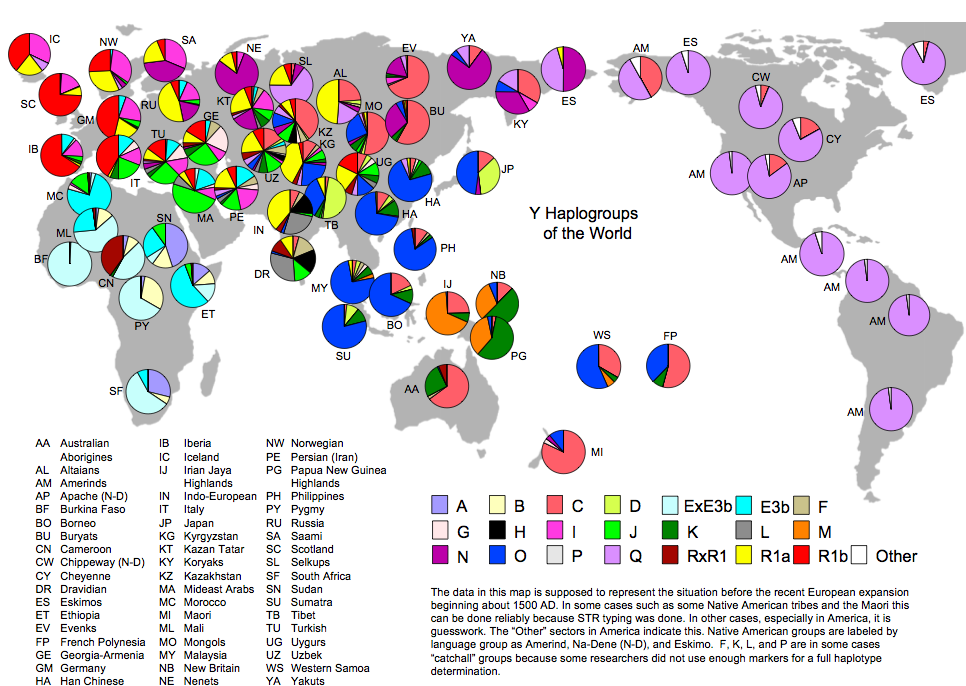 IC
NW
SA
NE
SL
AL
EV
YA
KY
ES
AM
ES
CW
CY
AP
AM
ES
SC
GM
RU
KT
GE
MO
BU
KZ
KG
IB
IT
TU
UG
UZ
JP
MC
MA
PE
IN
TB
HA
HA
ML
SN
BF
CN
DR
PH
AM
PY
ET
MY
BO
IJ
NB
AM
SU
PG
WS
FP
SF
AA
AM
MI
Y Haplogroups
of the World
AA Australian
Aborigines
AL Altaians
AM Amerinds
AP Apache (N-D)
BF Burkina Faso
BO Borneo
BU Buryats
CN Cameroon
CW Chippeway (N-D)
CY Cheyenne
DR Dravidian
ES Eskimos
ET Ethiopia
EV Evenks
FP French Polynesia
GE Georgia-Armenia
GM Germany
HA Han Chinese
IB Iberia
IC Iceland
IJ Irian Jaya
Highlands
IN Indo-European
IT Italy
JP Japan
KG Kyrgyzstan
KT Kazan Tatar
KY Koryaks
KZ Kazakhstan
MA Mideast Arabs
MC Morocco
MI Maori
ML Mali
MO Mongols
MY Malaysia
NB New Britain
NE Nenets
NW Norwegian
PE Persian (Iran)
PG Papua New Guinea
Highlands
PH Philippines
PY Pygmy
RU Russia
SA Saami
SC Scotland
SL Selkups
SF South Africa
SN Sudan
SU Sumatra
TB Tibet
TU Turkish
UG Uygurs
UZ Uzbek
WS Western Samoa
YA Yakuts
A B C D ExE3b E3b F
G H I J K L M
N O P Q RxR1 R1a R1b Other
The data in this map is supposed to represent the situation before the recent European expansion
beginning about 1500 AD. In some cases such as some Native American tribes and the Maori this
can be done reliably because STR typing was done. In other cases, especially in America, it is
guesswork. The "Other" sectors in America indicate this. Native American groups are labeled by
language group as Amerind, Na-Dene (N-D), and Eskimo. F, K, L, and P are in some cases
"catchall" groups because some researchers did not use enough markers for a full haplotype
determination.